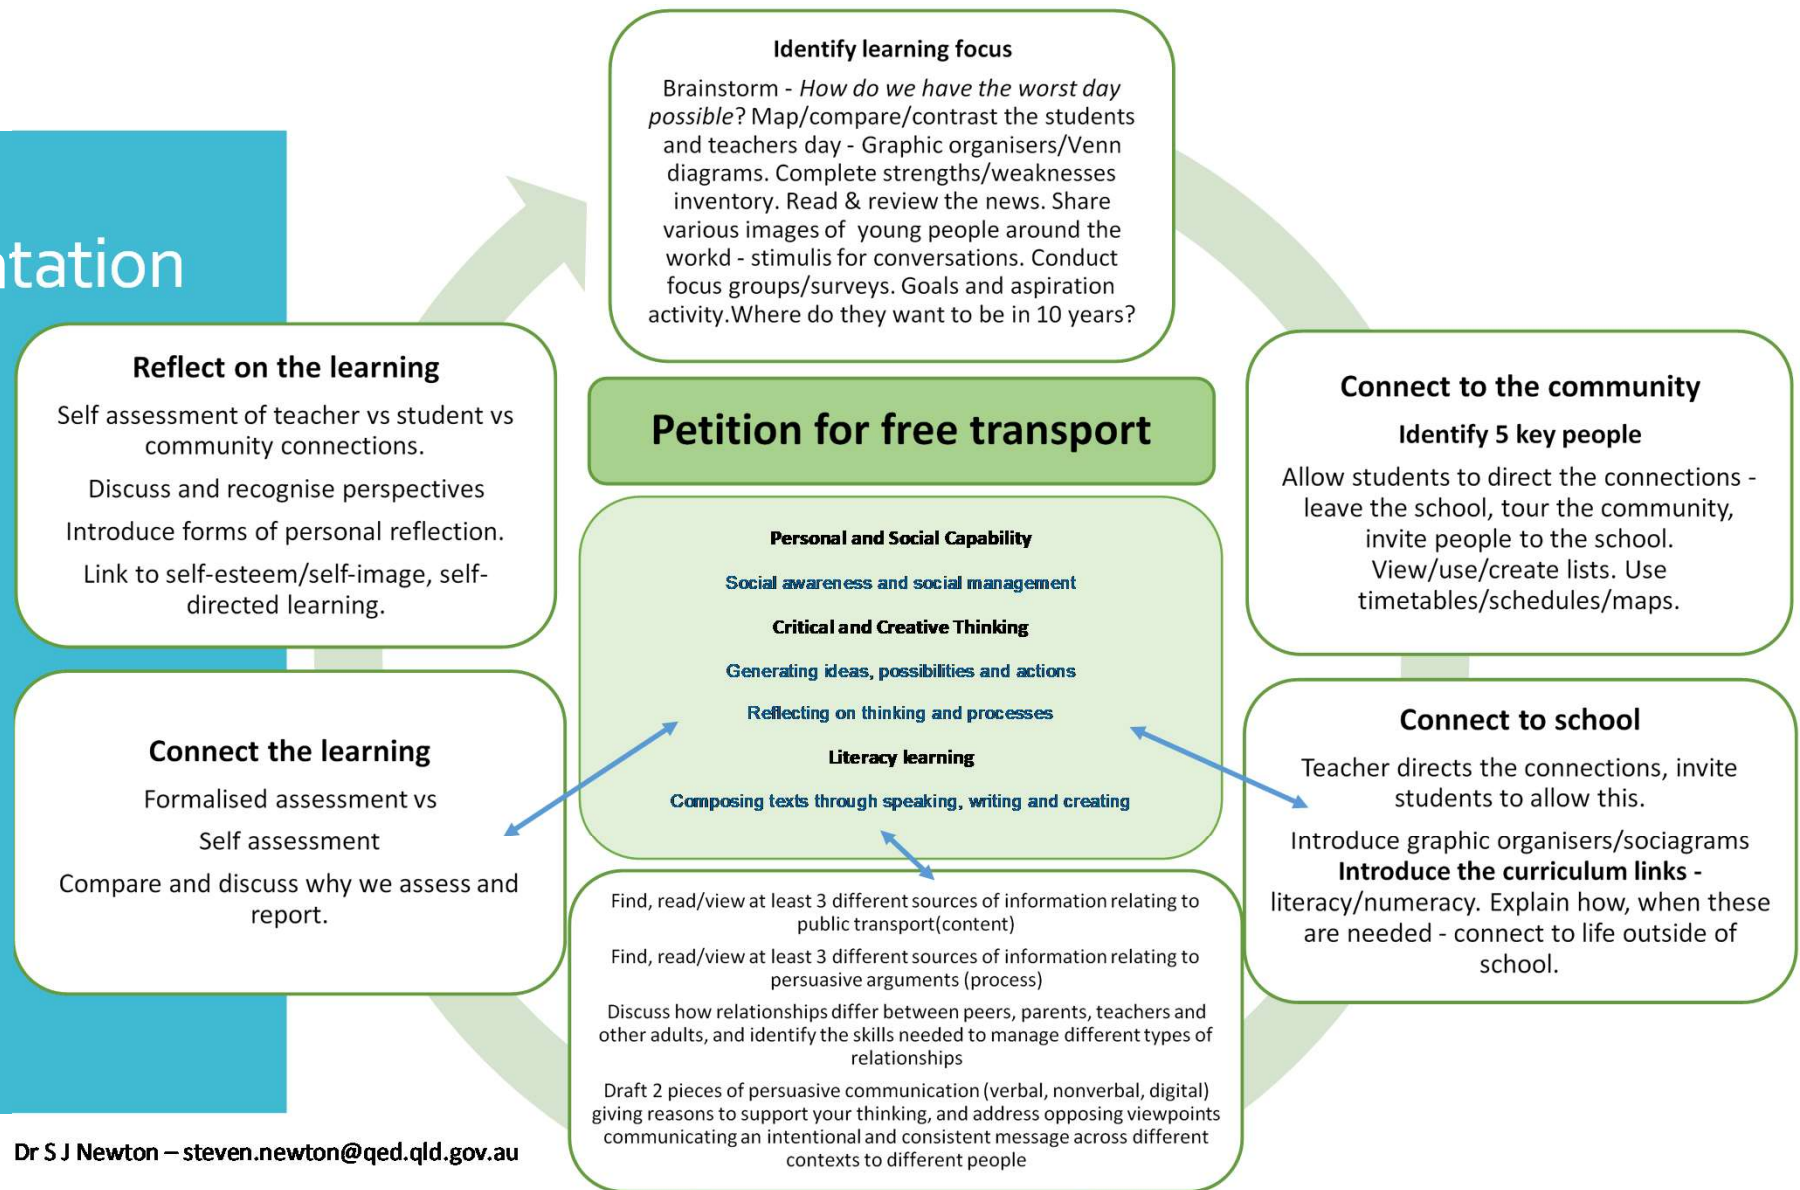 Identify learning focus
Brainstorm - How do we have the worst day
possible? Map/compare/contrast the students
and teachers day - Graphic organisers/Venn
diagrams. Complete strengths/weaknesses
inventory. Read & review the news. Share
various images of young people around the
workd - stimulis for conversations. Conduct
focus groups/surveys. Goals and aspiration
activity.Where do they want to be in 10 years?
ntation
Reflect on the learning
Self assessment of teacher vs student vs
community connections.
Discuss and recognise perspectives
Introduce forms of personal reflection.
Link to self-esteem/self-image, self-
directed learning.
Petition for free transport
Connect to the community
Identify 5 key people
Allow students to direct the connections -
leave the school, tour the community,
invite people to the school.
View/use/create lists. Use
timetables/schedules/maps.
Personal and Social Capability
Social awareness and social management
Critical and Creative Thinking
Generating ideas, possibilities and actions
Reflecting on thinking and processes
Literacy learning
Composing texts through speaking, writing and creating
Connect the learning
Formalised assessment vs
Self assessment
Compare and discuss why we assess and
report.
Connect to school
Teacher directs the connections, invite
students to allow this.
Introduce graphic organisers/sociagrams
Introduce the curriculum links -
literacy/numeracy. Explain how, when these
are needed - connect to life outside of
school.
Find, read/view at least 3 different sources of information relating to
public transport(content)
Find, read/view at least 3 different sources of information relating to
persuasive arguments (process)
Discuss how relationships differ between peers, parents, teachers and
other adults, and identify the skills needed to manage different types of
relationships
Draft 2 pieces of persuasive communication (verbal, nonverbal, digital)
giving reasons to support your thinking, and address opposing viewpoints
communicating an intentional and consistent message across different
contexts to different people
Dr S J Newton – steven.newton@qed.qld.gov.au